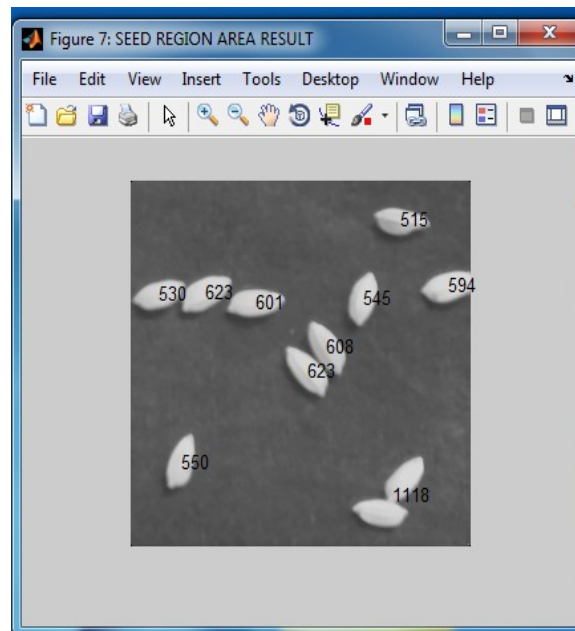 Figure 7: SEED REGION AREA RESULT
File Edit View Insert Tools Desktop Window Help
515
530 623 601 545 594
608
623
550
1118